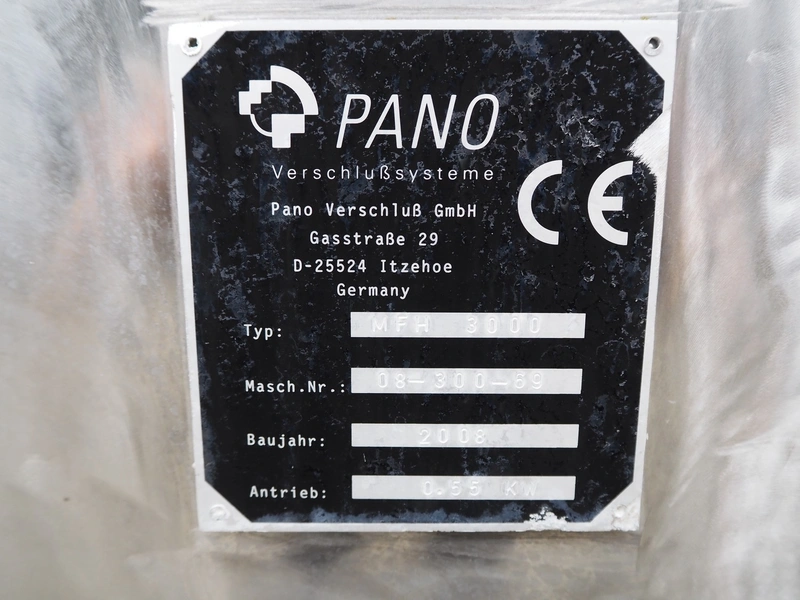 PANO
Verschlußsysteme
CE
Pano Verschluß GmbH
Gasstraße 29
D-25524 Itzehoe
Germany
Typ: MFH 3000
Masch.Nr.: 08-300-69
Baujahr: 2008
Antrieb: 0.55 KW